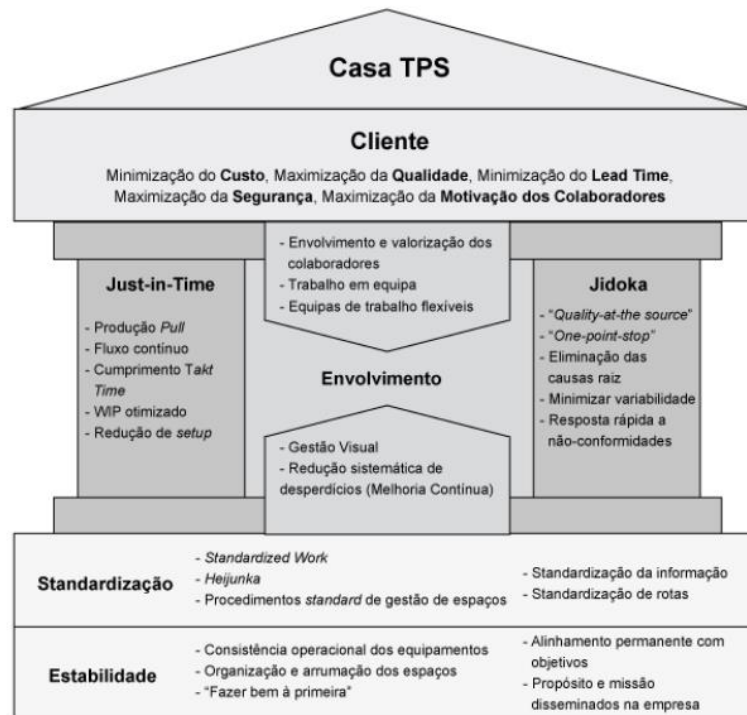 Casa TPS
Cliente
Minimização do Custo, Maximização da Qualidade, Minimização do Lead Time,
Maximização da Segurança, Maximização da Motivação dos Colaboradores
Just-in-Time
- Produção Pull
- Fluxo contínuo
- Cumprimento Takt
Time
- WIP otimizado
- Redução de setup
- Envolvimento e valorização dos
colaboradores
- Trabalho em equipa
- Equipas de trabalho flexíveis
Envolvimento
- Gestão Visual
- Redução sistemática de
desperdícios (Melhoria Contínua)
Jidoka
- "Quality-at-the source"
- "One-point-stop"
- Eliminação das
causas raiz
- Minimizar variabilidade
- Resposta rápida a
não-conformidades
Standardização
- Standardized Work
- Heijunka
- Procedimentos standard de gestão de espaços
- Standardização da informação
- Standardização de rotas
Estabilidade
- Consistência operacional dos equipamentos
- Organização e arrumação dos espaços
- "Fazer bem à primeira"
- Alinhamento permanente com
objetivos
- Propósito e missão
disseminados na empresa